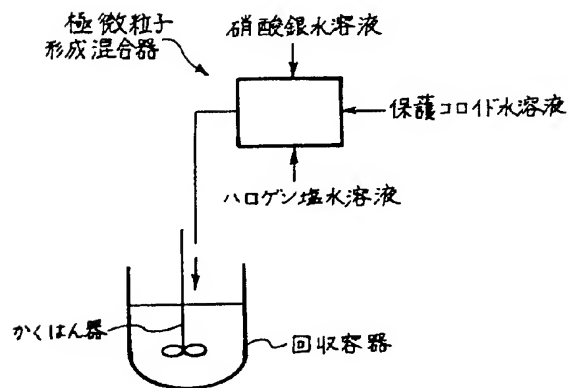 極微粒子
形成混合器
硝酸銀水溶液
保護コロイド水溶液
ハロゲン塩水溶液
かくはん器
回収容器